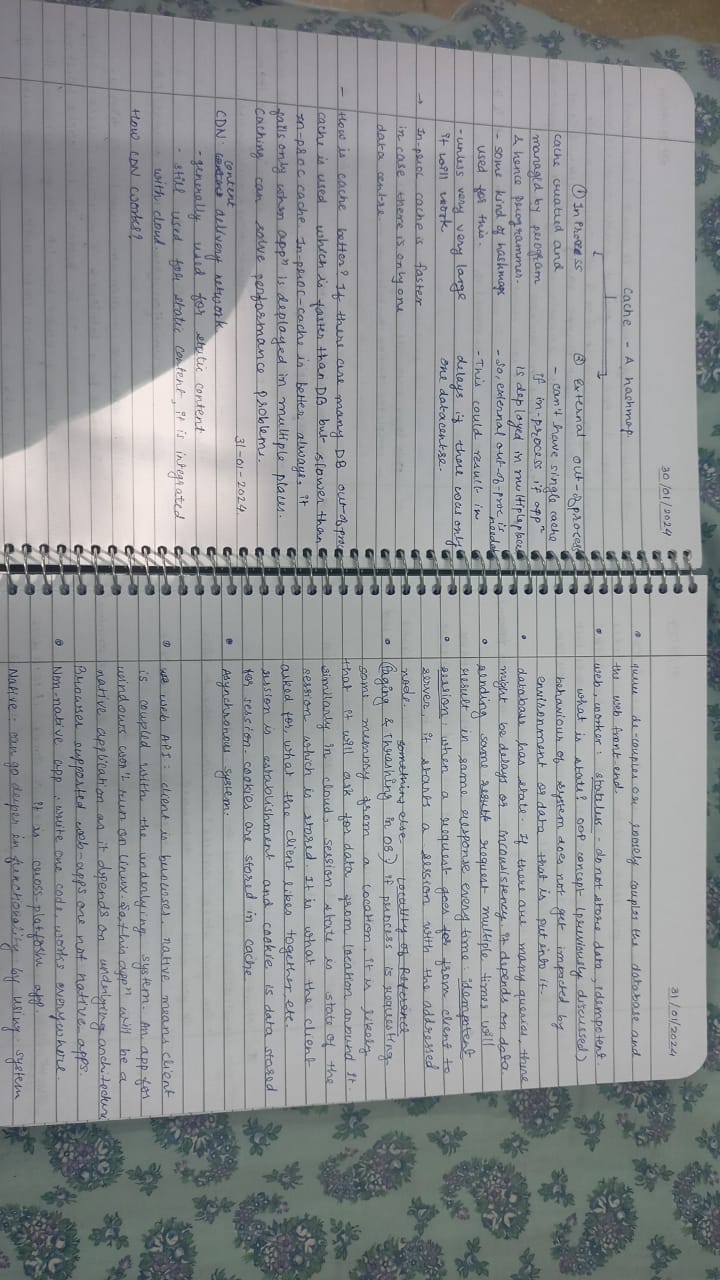 30/01/2024
Cache - A hashmap
① In Process
② External out-of-process
cache created and
managed by program
& hence programmer.
- some kind of hashmap
used for this.
- unless very very large
it will work
- can't have single cache
if in-process if appⁿ
is deployed in multiple places
- So, external out-of-proc is needed
- This could result in
delays if there was only
one datacentre.
→ In-proc cache is faster
in case there is only one
data centre.
- How is cache better? If there are many DB out-of-proc
cache is used which is faster than DB but slower than
in-proc cache. In-proc-cache is better always, it
fails only when appⁿ is deployed in multiple places.
Caching can solve performance problems.
31-01-2024
CDN: content delivery network
- generally used for static content
- still used for static content, it is integrated
with cloud.
How CDN works?
31/01/2024
• queue de-couples or loosely couples the database and
the web front end.
• web, worker: stateless - do not store data, idempotent.
what is state? OOP concept (previously discussed)
behaviour of system does not get impacted by
environment or data that is put into it.
• database has state. If there are many queries, there
might be delays or inconsistency. It depends on data
• sending same request multiple times will
result in same response every time: idempotent
• session when a request goes from client to
server, it starts a session with the addressed
node. something else Locality of Reference
• (Paging & Thrashing in OS) If process is requesting
some memory from a location it is likely
that it will ask for data from location around it.
similarly in cloud, session state is state of the
session which is stored It is what the client
asked for, what the client likes together etc.
session is establishment and cookie is data stored
for session. cookies are stored in cache
• Asynchronous system.
① Web API: client is browser, native means client
is coupled with the underlying system. An app for
windows won't run on linux so, this appⁿ will be a
native application as it depends on underlying architecture
Browser supported web-apps are not native apps.
• Non-native app: write one code, works everywhere.
It is cross-platform app
Native: can go deeper in functionality by using system